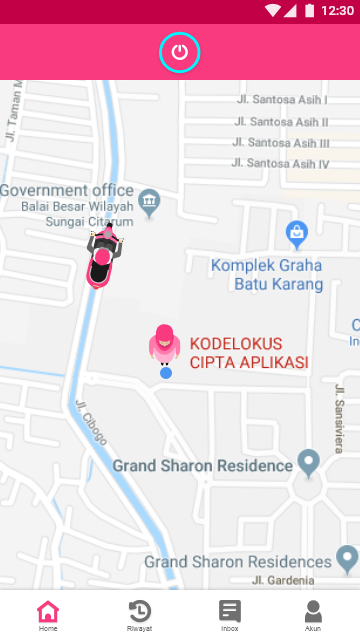 12:30
Jl. Taman M
Jl. Santosa Asih I
Jl. Santosa Asih II
Jl. Santosa Asih III
Jl. Santosa Asih IV
Government office
Balai Besar Wilayah
Sungai Citarum
Komplek Graha
Batu Karang
KODELOKUS
CIPTA APLIKASI
C
In
Jl. Cibogo
Jl. Sansiviera
Grand Sharon Residence
Grand Sharon Residences
Jl. Gardenia
Home
Riwayat
Inbox
Akun